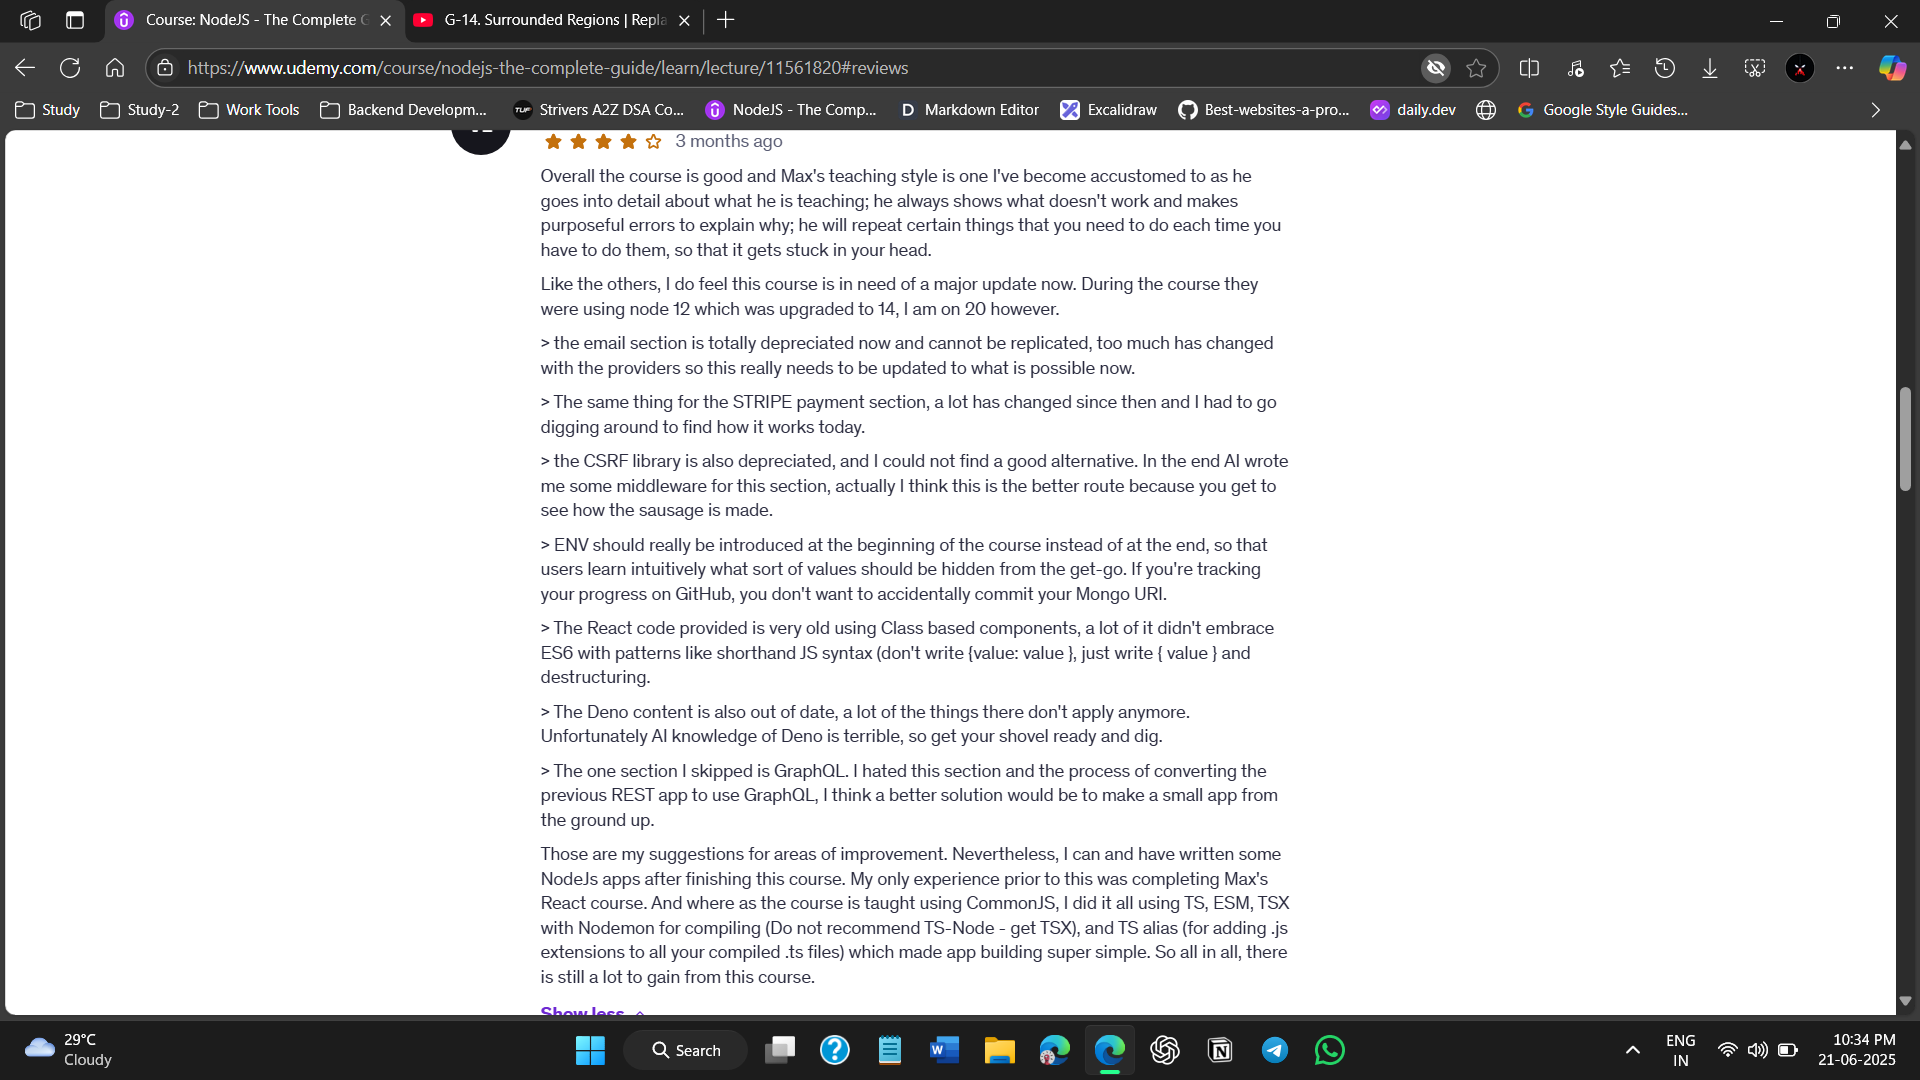 Course: NodeJS - The Complete G
G-14. Surrounded Regions | Repla
https://www.udemy.com/course/nodejs-the-complete-guide/learn/lecture/11561820#reviews
Study
Study-2
Work Tools
Backend Developm...
TUF
Strivers A2Z DSA Co...
NodeJS - The Comp...
D
Markdown Editor
Excalidraw
Best-websites-a-pro...
daily.dev
Google Style Guides...
3 months ago
Overall the course is good and Max's teaching style is one I've become accustomed to as he
goes into detail about what he is teaching; he always shows what doesn't work and makes
purposeful errors to explain why; he will repeat certain things that you need to do each time you
have to do them, so that it gets stuck in your head.
Like the others, I do feel this course is in need of a major update now. During the course they
were using node 12 which was upgraded to 14, I am on 20 however.
> the email section is totally depreciated now and cannot be replicated, too much has changed
with the providers so this really needs to be updated to what is possible now.
> The same thing for the STRIPE payment section, a lot has changed since then and I had to go
digging around to find how it works today.
> the CSRF library is also depreciated, and I could not find a good alternative. In the end AI wrote
me some middleware for this section, actually I think this is the better route because you get to
see how the sausage is made.
> ENV should really be introduced at the beginning of the course instead of at the end, so that
users learn intuitively what sort of values should be hidden from the get-go. If you're tracking
your progress on GitHub, you don't want to accidentally commit your Mongo URI.
> The React code provided is very old using Class based components, a lot of it didn't embrace
ES6 with patterns like shorthand JS syntax (don't write {value: value }, just write { value } and
destructuring.
> The Deno content is also out of date, a lot of the things there don't apply anymore.
Unfortunately AI knowledge of Deno is terrible, so get your shovel ready and dig.
> The one section I skipped is GraphQL. I hated this section and the process of converting the
previous REST app to use GraphQL, I think a better solution would be to make a small app from
the ground up.
Those are my suggestions for areas of improvement. Nevertheless, I can and have written some
NodeJs apps after finishing this course. My only experience prior to this was completing Max's
React course. And where as the course is taught using CommonJS, I did it all using TS, ESM, TSX
with Nodemon for compiling (Do not recommend TS-Node - get TSX), and TS alias (for adding .js
extensions to all your compiled .ts files) which made app building super simple. So all in all, there
is still a lot to gain from this course.
Show less
29°C
Cloudy
Search
ENG
IN
10:34 PM
21-06-2025